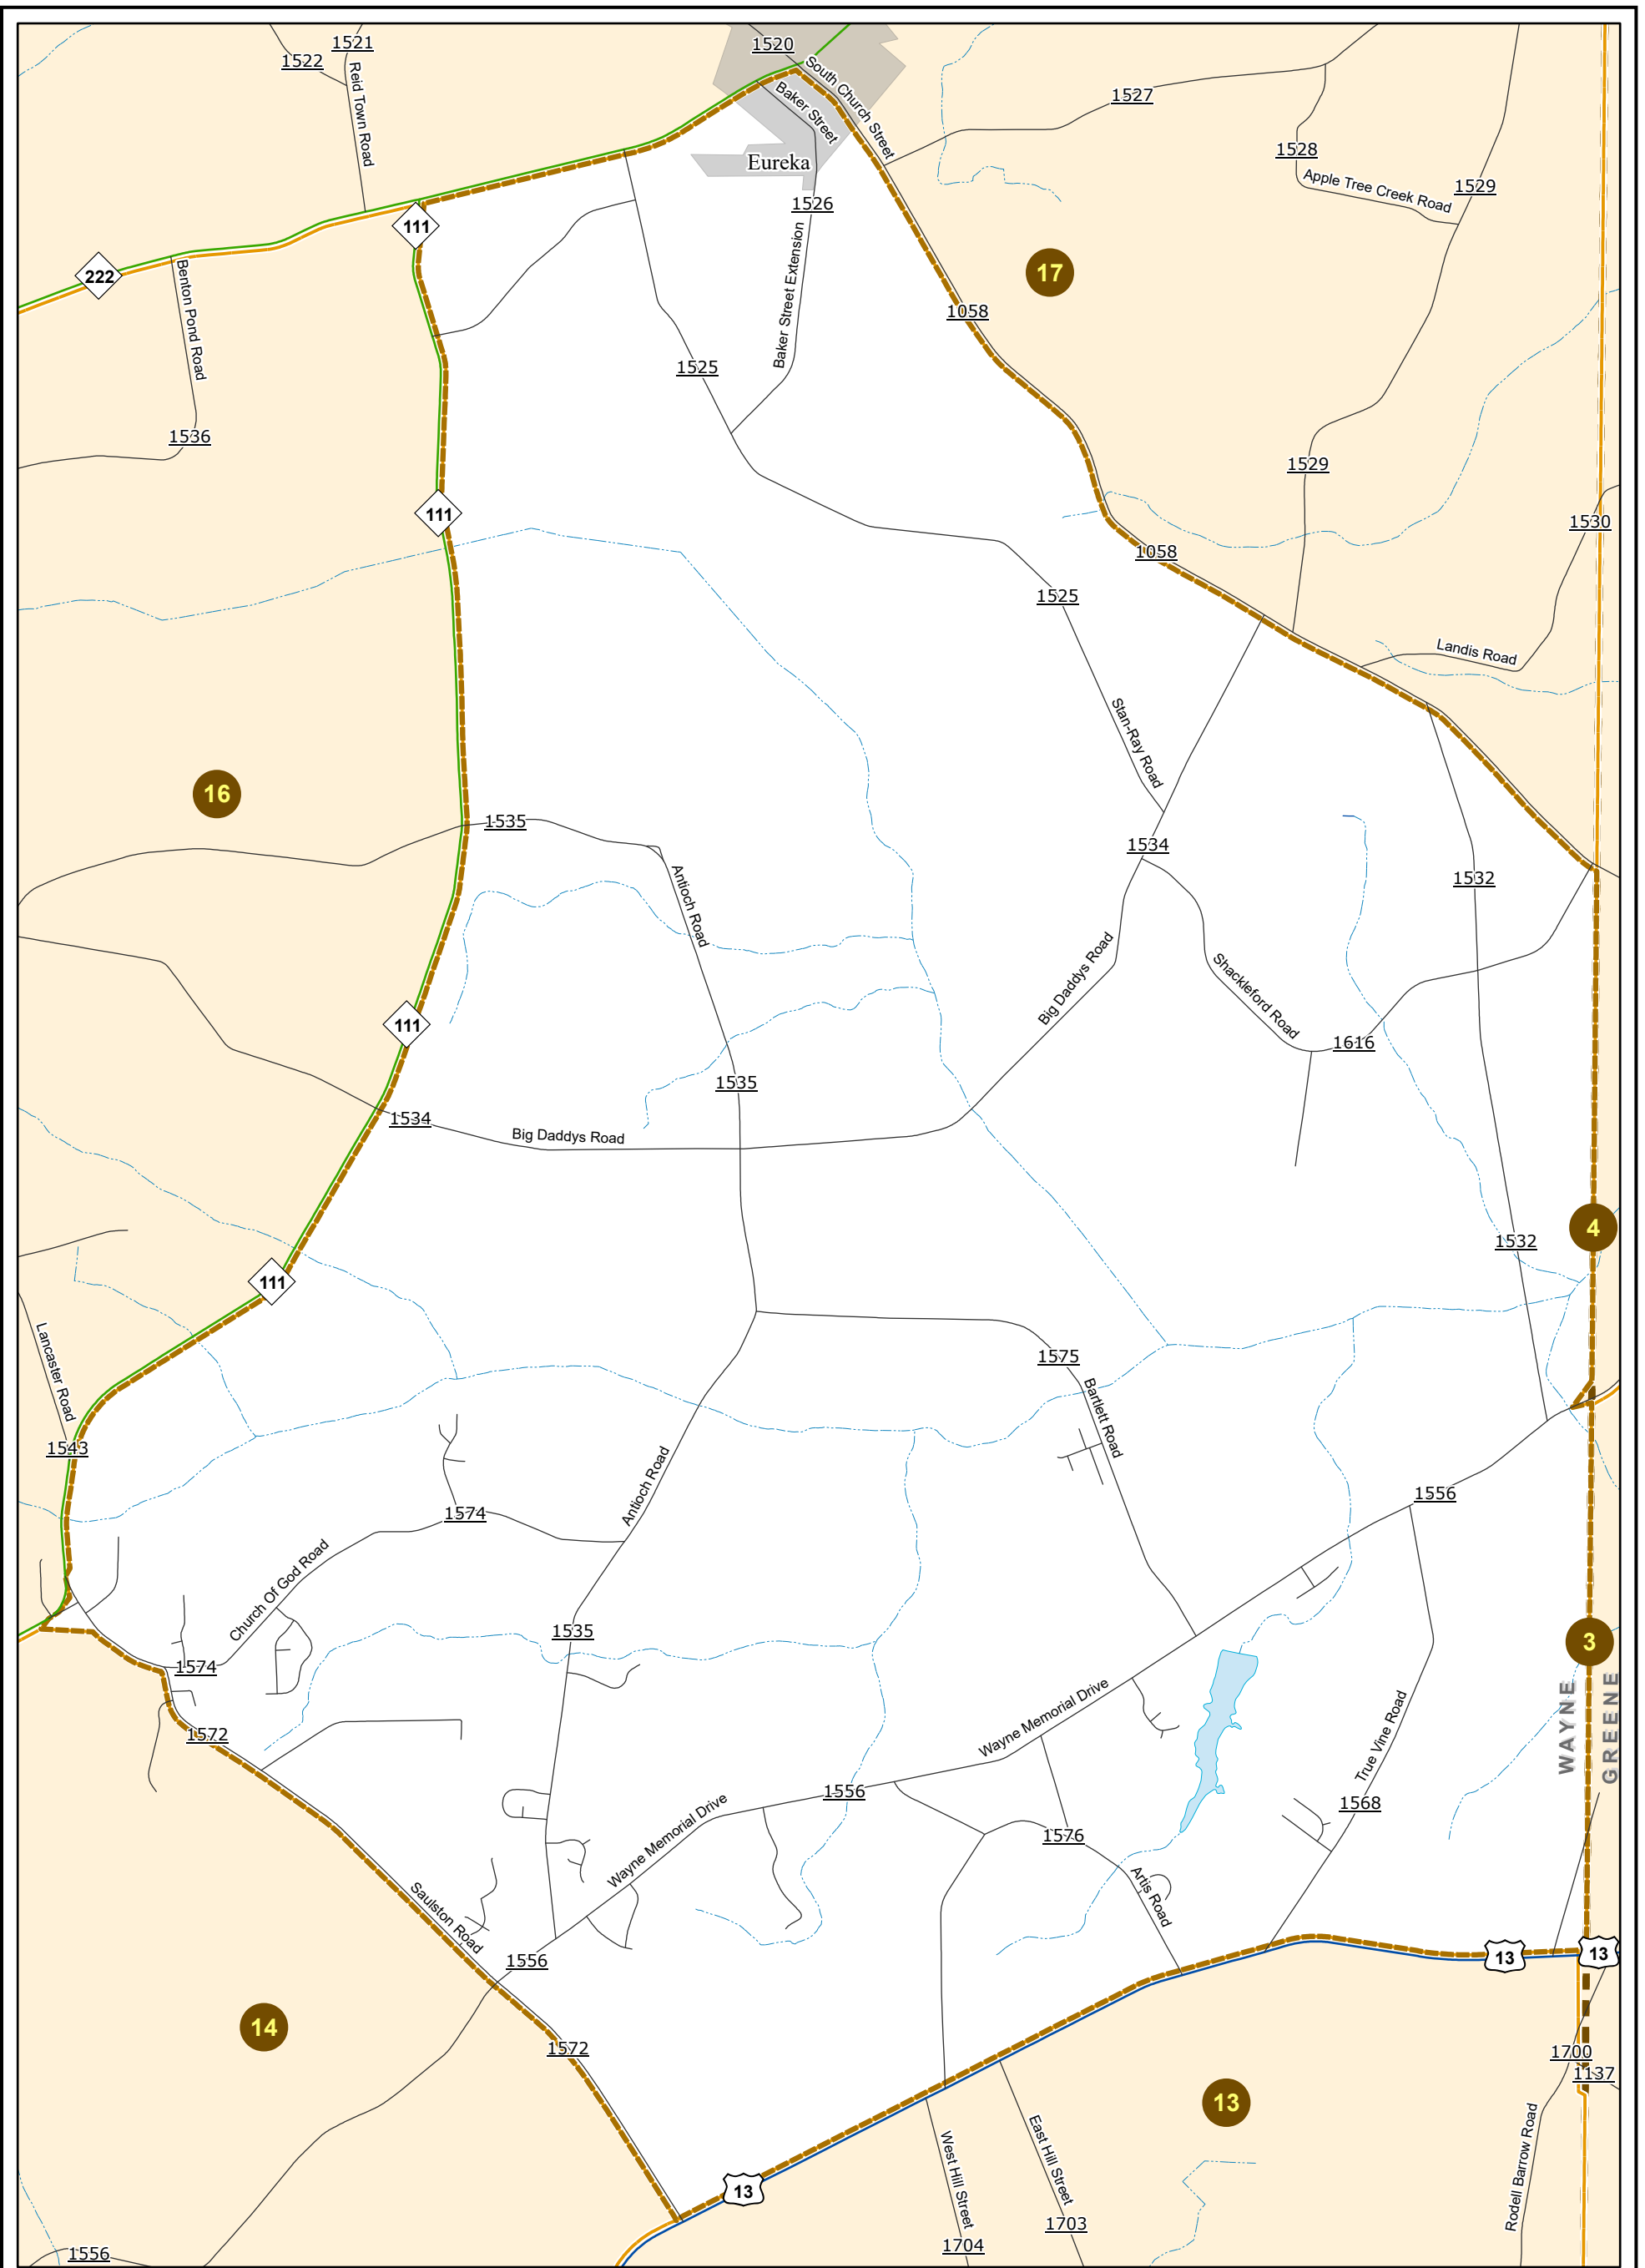 1520
1521
1522
Reid Town Road
South Church Street
Baker Street
1527
Eureka
1528
Apple Tree Creek Road
1529
1526
111
17
222
Benton Pond Road
Baker Street Extension
1058
1525
1536
1529
111
1530
1058
1525
Landis Road
Stan-Ray Road
16
1535
1534
1532
Antioch Road
Big Daddys Road
Shackleford Road
111
1616
1535
1534
Big Daddys Road
4
1532
111
Lancaster Road
1575
Bartlett Road
1543
Antioch Road
1556
1574
Church Of God Road
1535
3
1574
WAYNE
GREENE
1572
Wayne Memorial Drive
True Vine Road
1556
1568
Wayne Memorial Drive
1576
Artis Road
Saulston Road
1556
13
13
14
1572
1700
1137
13
East Hill Street
West Hill Street
Rodell Barrow Road
13
1703
1704
1556